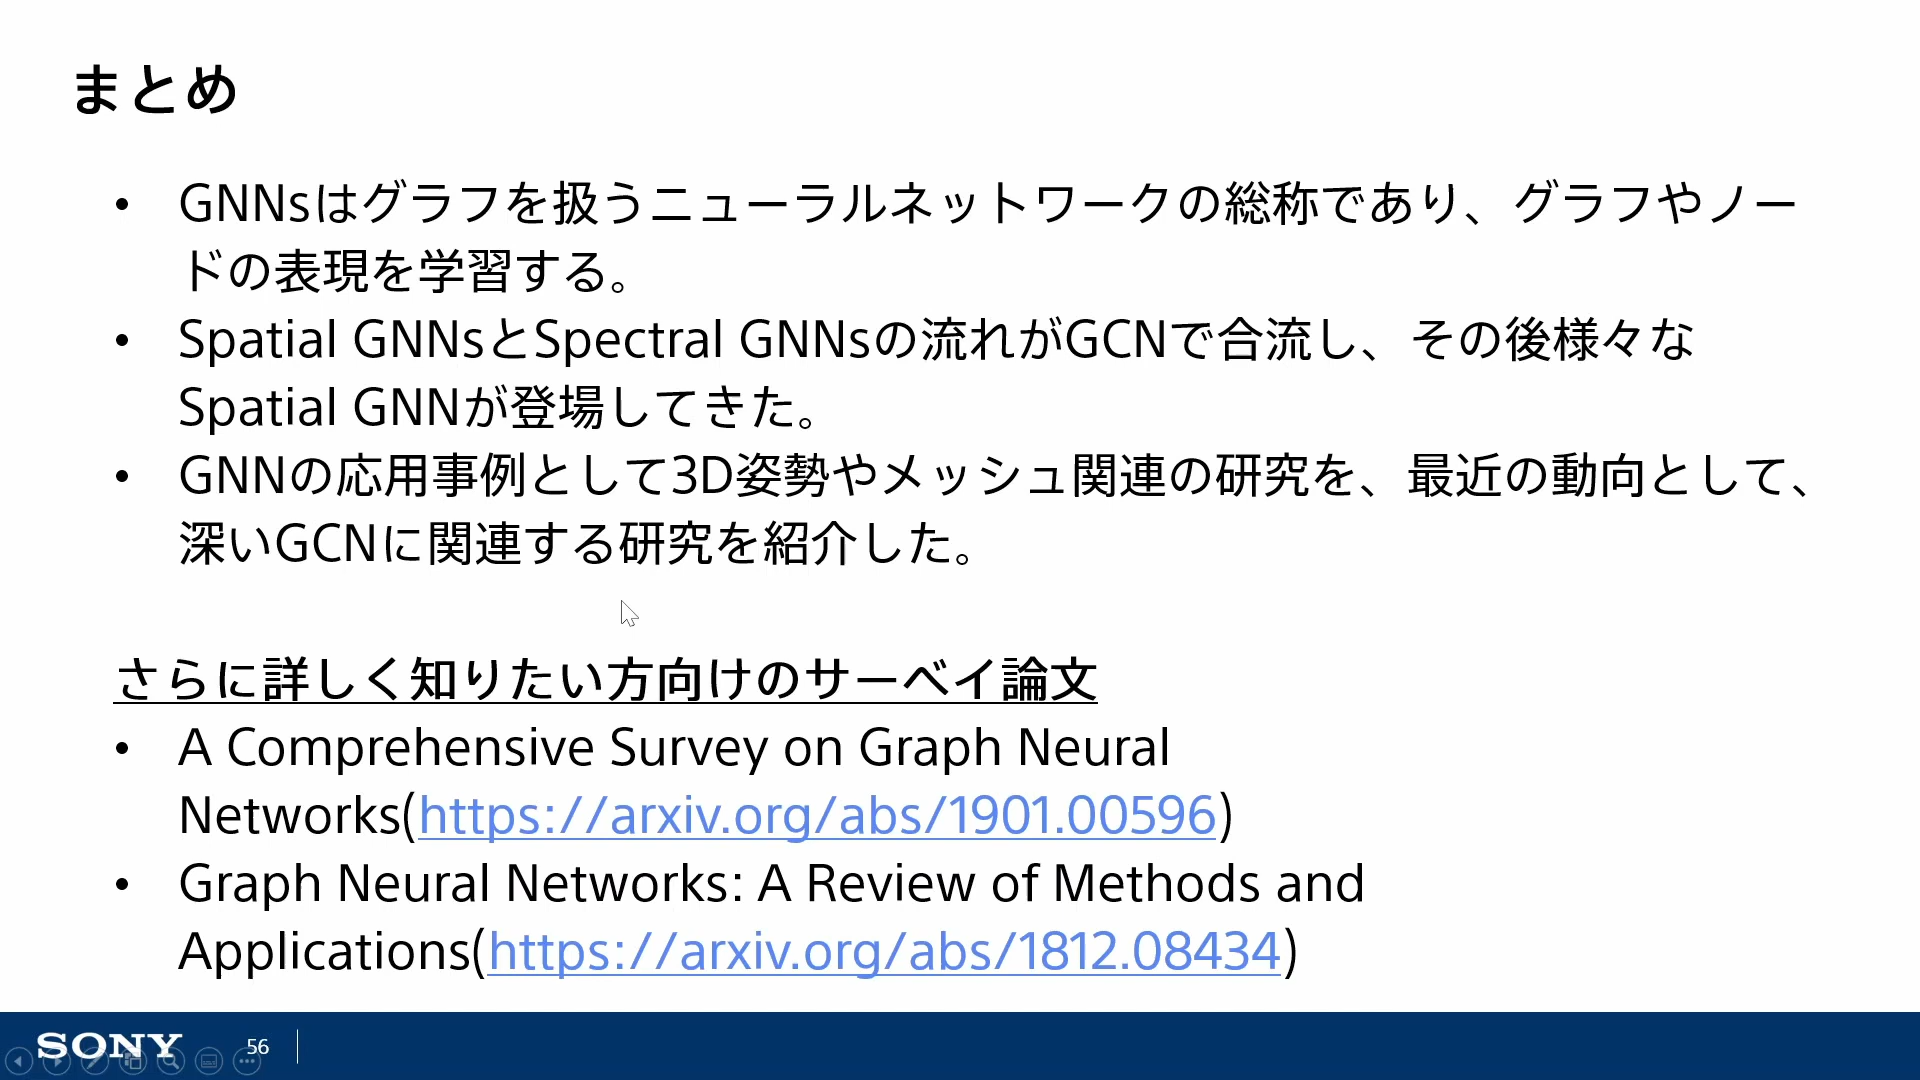 まとめ
• GNNsはグラフを扱うニューラルネットワークの総称であり、グラフやノー
ドの表現を学習する。
• Spatial GNNsとSpectral GNNsの流れがGCNで合流し、その後様々な
Spatial GNNが登場してきた。
• GNNの応用事例として3D姿勢やメッシュ関連の研究を、最近の動向として、
深いGCNに関連する研究を紹介した。
さらに詳しく知りたい方向けのサーベイ論文
• A Comprehensive Survey on Graph Neural
Networks(https://arxiv.org/abs/1901.00596)
• Graph Neural Networks: A Review of Methods and
Applications(https://arxiv.org/abs/1812.08434)
SONY 56